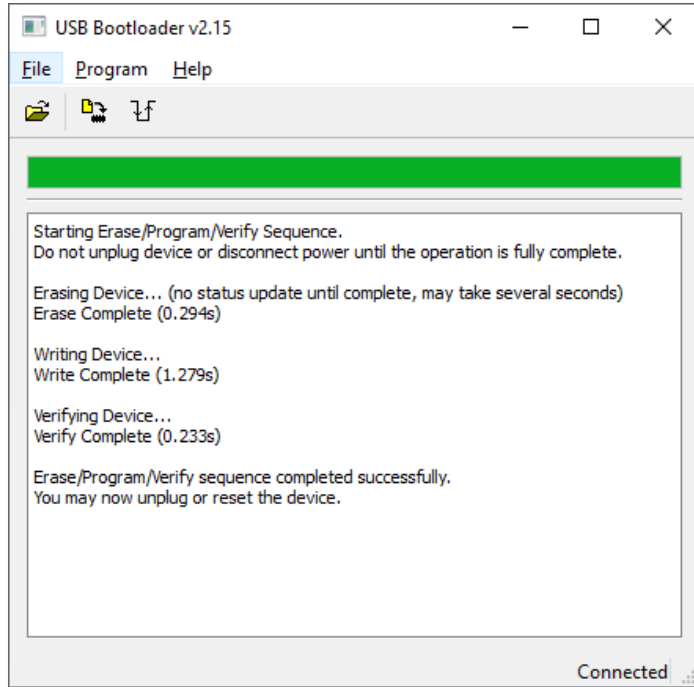 USB Bootloader v2.15
File Program Help
Starting Erase/Program/Verify Sequence.
Do not unplug device or disconnect power until the operation is fully complete.
Erasing Device... (no status update until complete, may take several seconds)
Erase Complete (0.294s)
Writing Device...
Write Complete (1.279s)
Verifying Device...
Verify Complete (0.233s)
Erase/Program/Verify sequence completed successfully.
You may now unplug or reset the device.
Connected